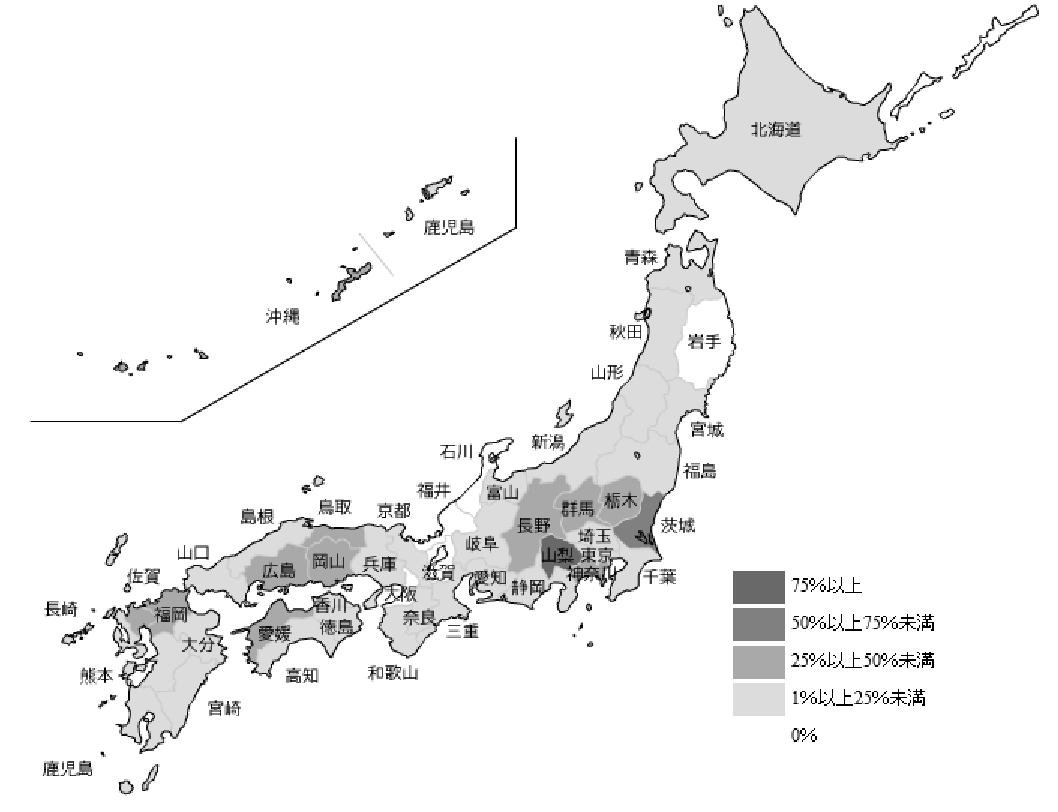 北海道
鹿児島
青森
沖縄
秋田
岩手
山形
宮城
新潟
石川
福島
福井
富山
栃木
鳥取
京都
群馬
島根
長野
茨城
埼玉
岐阜
山口
山梨
東京
岡山
兵庫
広島
滋賀
神奈川
佐賀
愛知
千葉
静岡
75%以上
大阪
長崎
香川
福岡
奈良
50%以上75%未満
徳島
愛媛
三重
大分
25%以上50%未満
熊本
高知
和歌山
1%以上25%未満
宮崎
0%
鹿児島